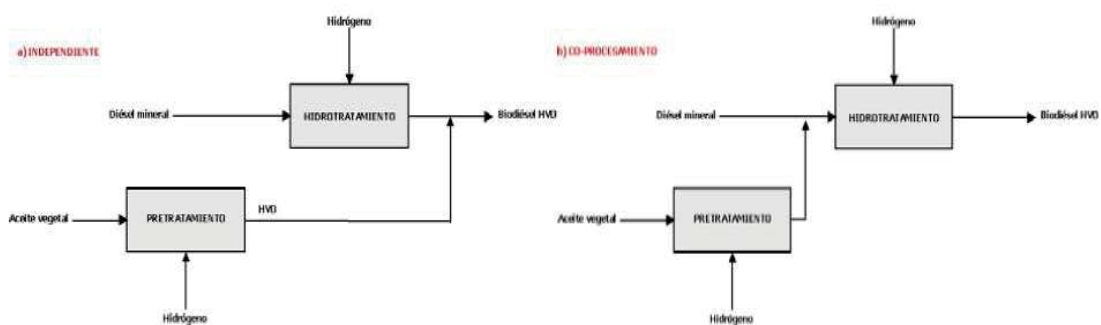 a) INDEPENDIENTE
Hidrógeno
Diésel mineral
HIDROTRATAMIENTO
Biodiésel HVO
Aceite vegetal
PRETRATAMIENTO
HVO
Hidrógeno
b) CO-PROCESAMIENTO
Hidrógeno
Diésel mineral
HIDROTRATAMIENTO
Biodiésel HVO
Aceite vegetal
PRETRATAMIENTO
Hidrógeno